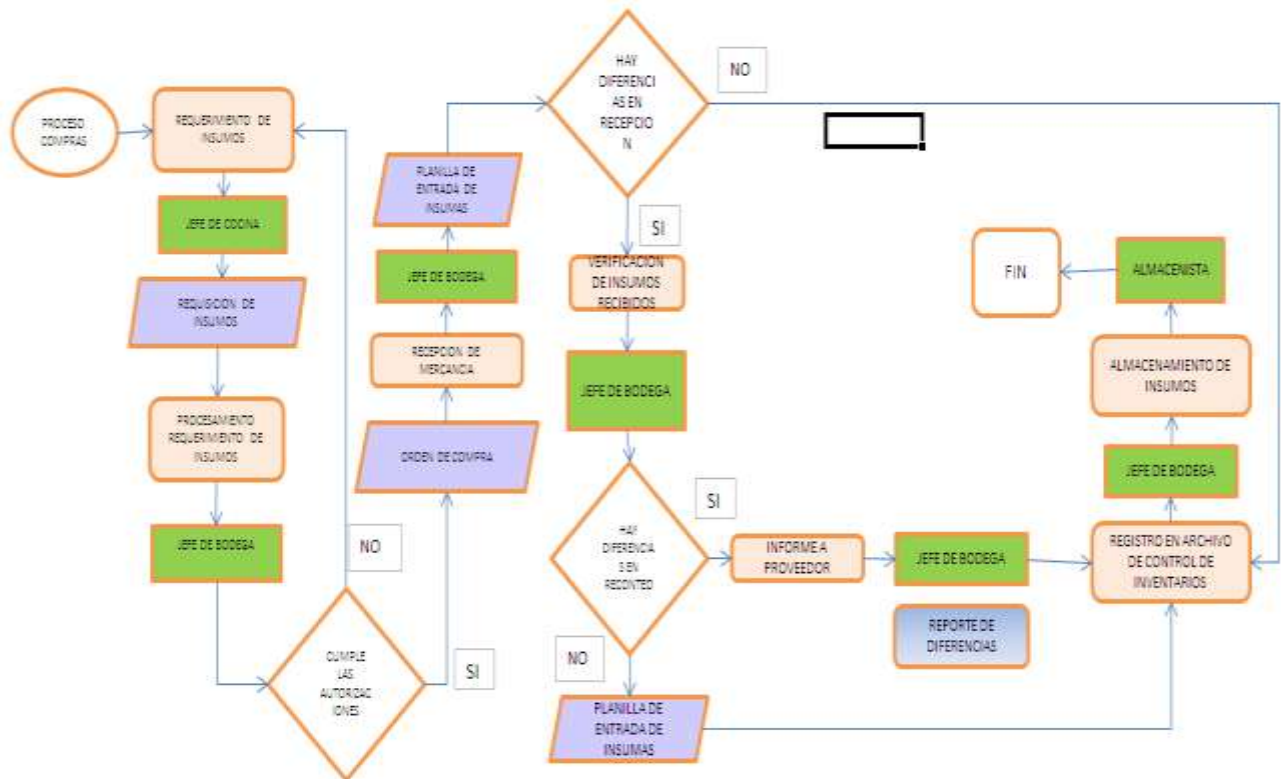 PROCESO
COMPRAS
REQUERIMIENTO DE
INSUMOS
JEFE DE COCINA
REQUISICION DE
INSUMOS
PROCESAMIENTO
REQUERIMIENTO DE
INSUMOS
JEFE DE BODEGA
CUMPLE
LAS
AUTORIZAC
IONES
NO
SI
ORDEN DE COMPRA
RECEPCION DE
MERCANCIA
JEFE DE BODEGA
PLANILLA DE
ENTRADA DE
INSUMAS
HAY
DIFERENCI
AS EN
RECEPCIO
N
NO
SI
VERIFICACION
DE INSUMOS
RECIBIDOS
JEFE DE BODEGA
HAY
DIFERENCIA
S EN
RECONTEO
SI
NO
INFORME A
PROVEEDOR
JEFE DE BODEGA
REPORTE DE
DIFERENCIAS
PLANILLA DE
ENTRADA DE
INSUMAS
REGISTRO EN ARCHIVO
DE CONTROL DE
INVENTARIOS
JEFE DE BODEGA
ALMACENAMIENTO DE
INSUMOS
ALMACENISTA
FIN